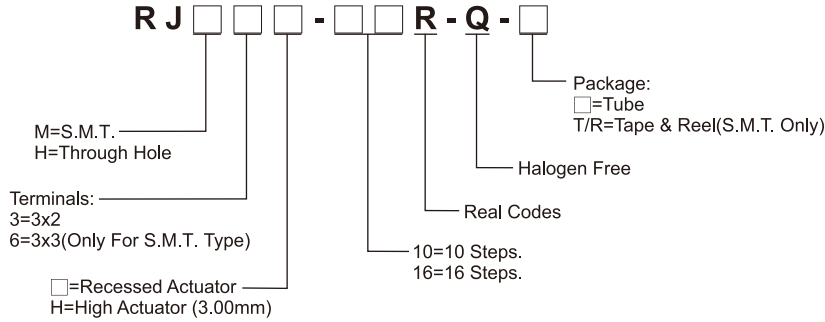 RJ□□□-□□R-Q-□
Package:
□=Tube
T/R=Tape & Reel(S.M.T. Only)
M=S.M.T.
H=Through Hole
Halogen Free
Terminals:
3=3x2
6=3x3(Only For S.M.T. Type)
Real Codes
10=10 Steps.
16=16 Steps.
□=Recessed Actuator
H=High Actuator (3.00mm)